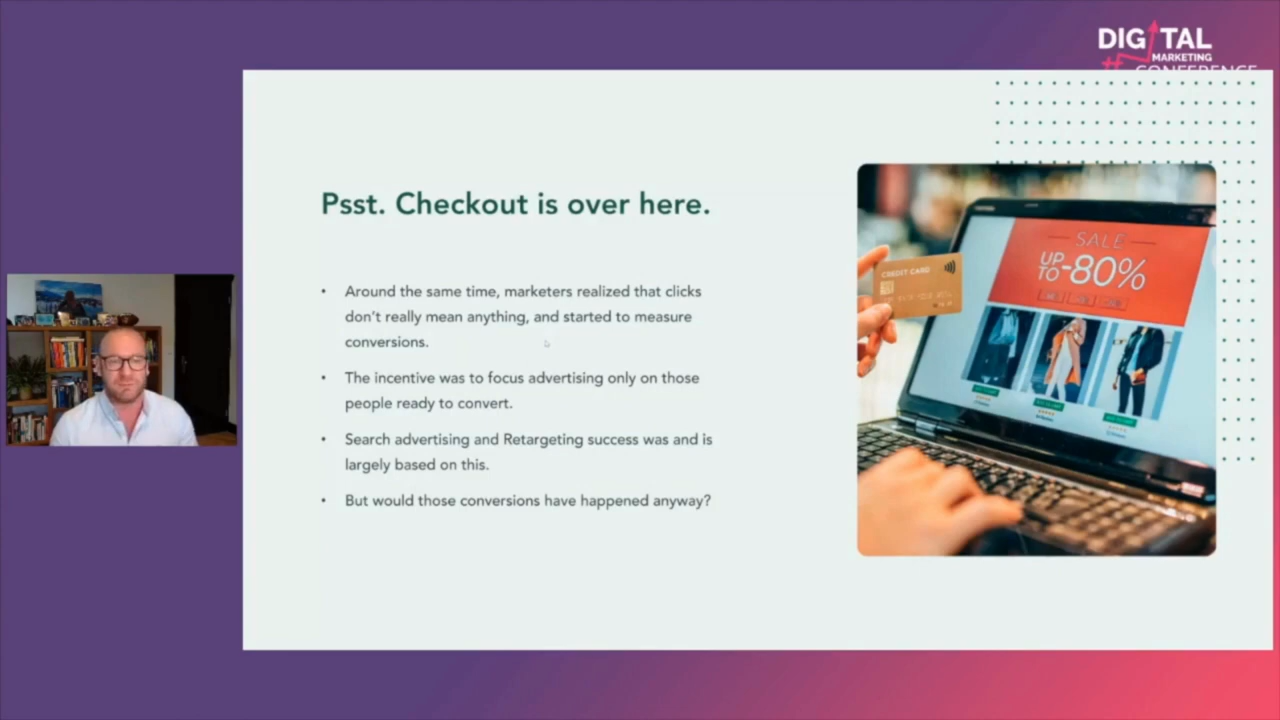 DIGITAL
MARKETING
CONFERENCE
Psst. Checkout is over here.
• Around the same time, marketers realized that clicks
don't really mean anything, and started to measure
conversions.
• The incentive was to focus advertising only on those
people ready to convert.
• Search advertising and Retargeting success was and is
largely based on this.
• But would those conversions have happened anyway?
SALE
UP
TO -80%
CREDIT CARD